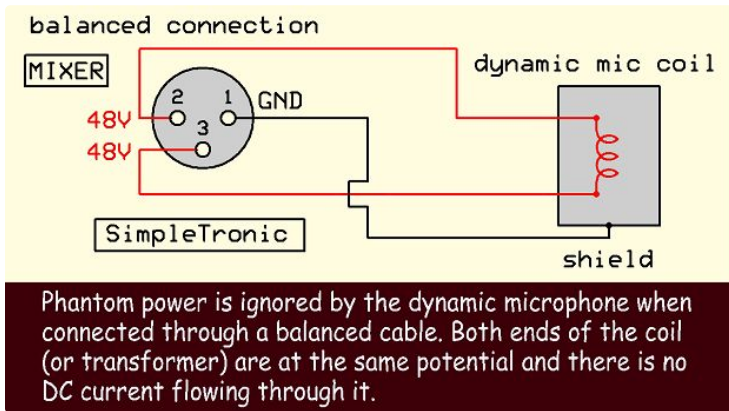 balanced connection
MIXER
dynamic mic coil
2
1
GND
48V
3
48V
SimpleTronic
shield
Phantom power is ignored by the dynamic microphone when
connected through a balanced cable. Both ends of the coil
(or transformer) are at the same potential and there is no
DC current flowing through it.